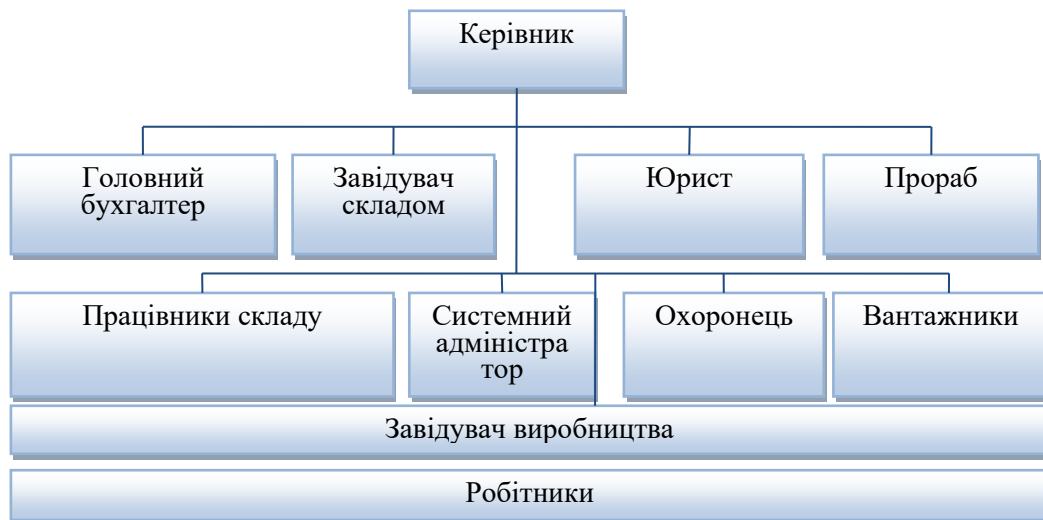 Керівник
Головний
бухгалтер
Завідувач
складом
Юрист
Прораб
Працівники складу
Системний
адміністра
тор
Охоронець
Вантажники
Завідувач виробництва
Робітники